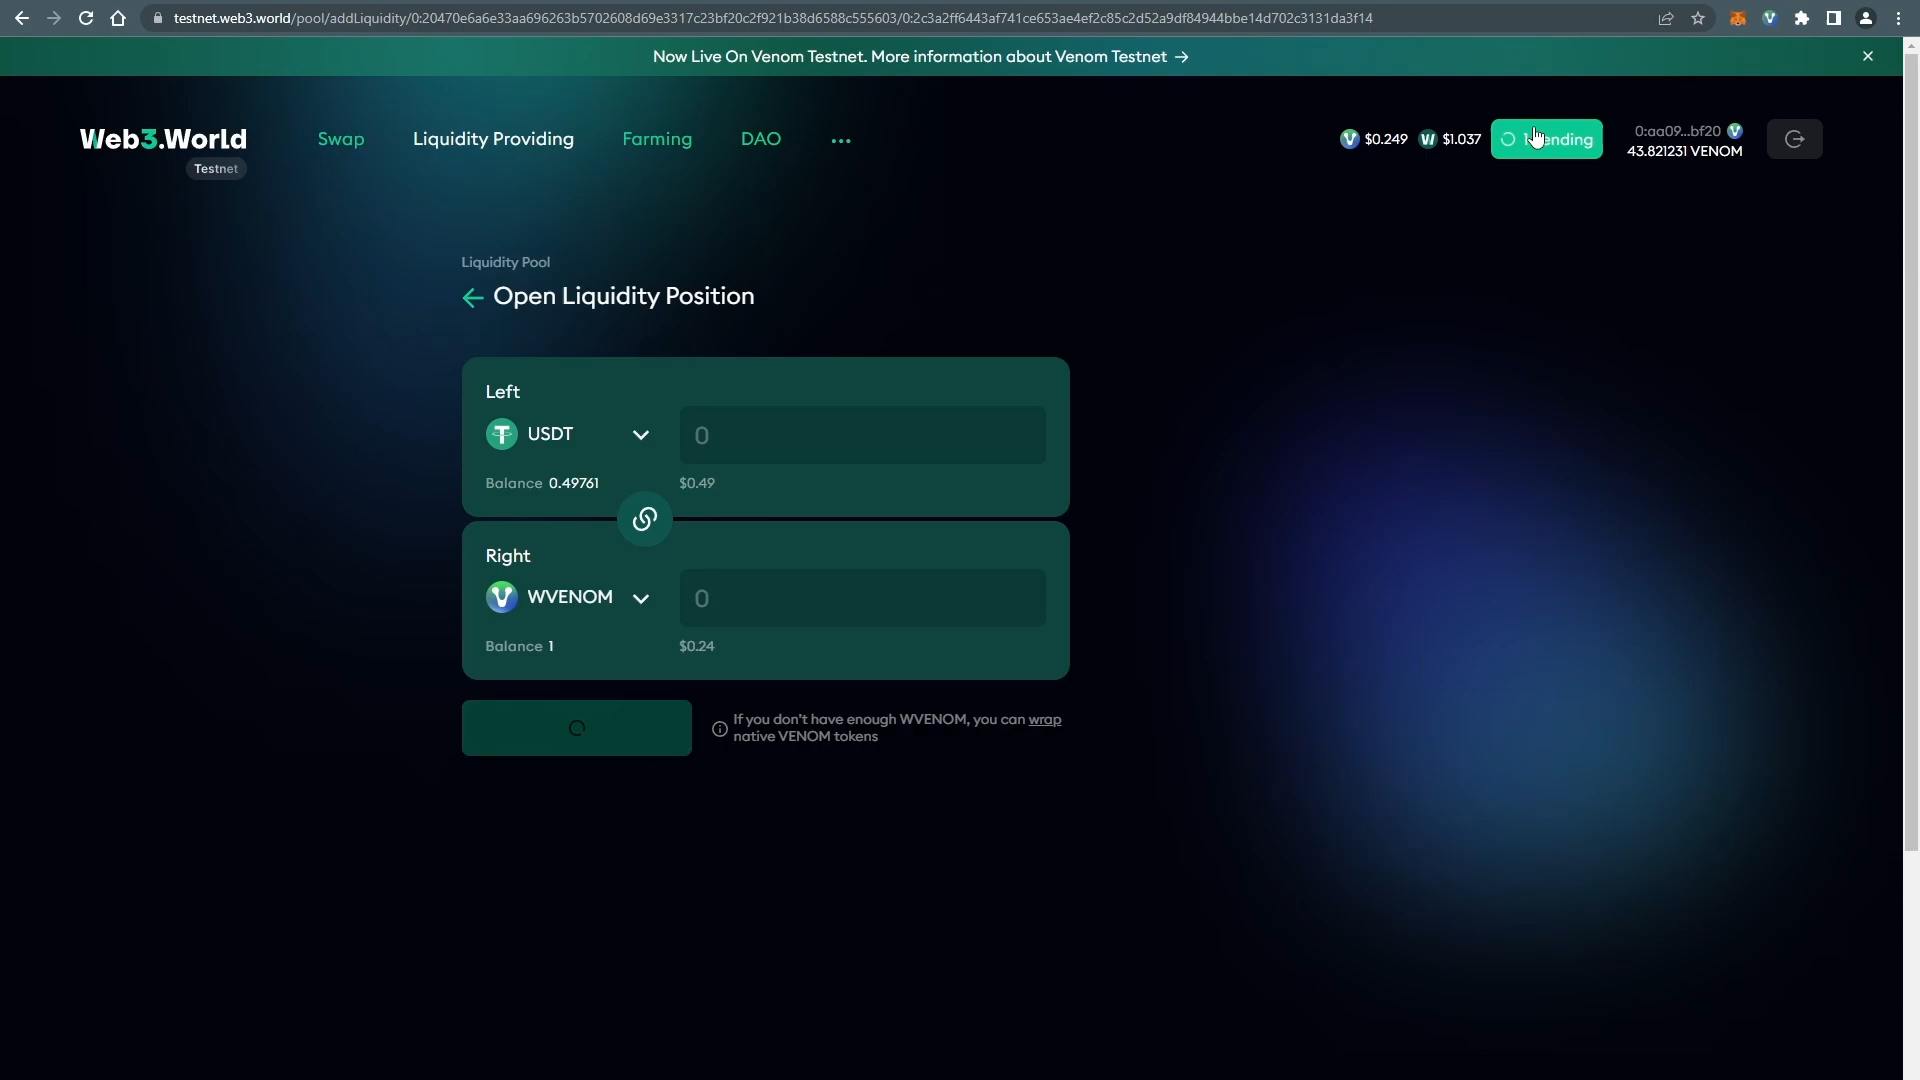 testnet.web3.world/pool/addLiquidity/0:20470e6a6e33aa696263b5702608d69e3317c23bf20c2f921b38d6588c555603/0:2c3a2ff6443af741ce653ae4ef2c85c2d52a9df84944bbe14d702c3131da3f14
Now Live On Venom Testnet. More information about Venom Testnet →
Web3.World
Testnet
Swap
Liquidity Providing
Farming
DAO
...
$0.249
$1.037
0:aa09...bf20
43.821231 VENOM
Liquidity Pool
Open Liquidity Position
Left
USDT
0
Balance 0.49761
$0.49
Right
WVENOM
0
Balance 1
$0.24
If you don't have enough WVENOM, you can wrap
native VENOM tokens